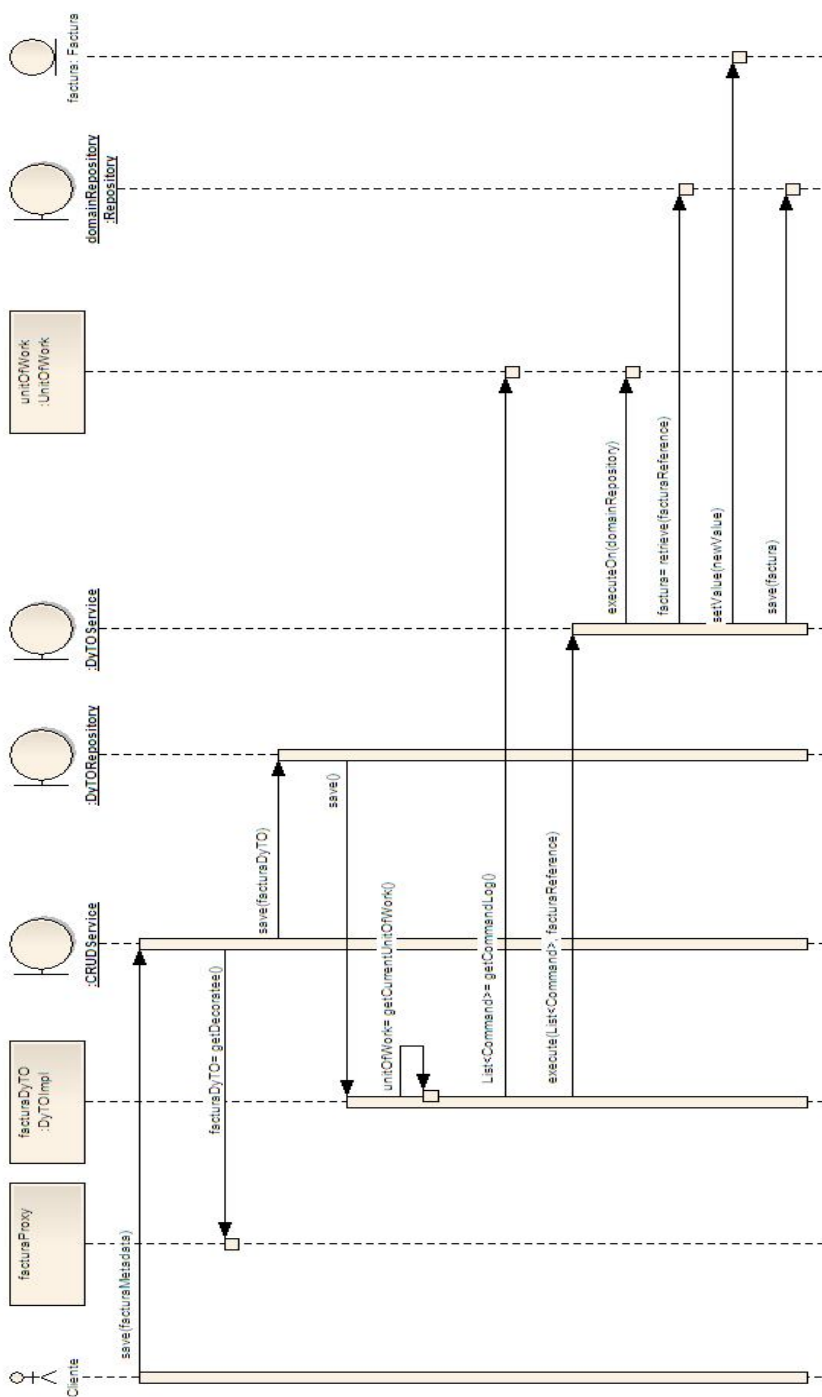 Cliente
facturaProxy
facturaDyTO
:DyTOImpl
:CRUDService
:DyTORepository
:DyTOService
unitOfWork
:UnitOfWork
domainRepository
:Repository
factura: Factura
save(facturaMetadata)
facturaDyTO= getDecoratee()
save(facturaDyTO)
save()
unitOfWork= getCurrentUnitOfWork()
List<Command>= getCommandLog()
execute(List<Command>, facturaReference)
executeOn(domainRepository)
factura= retrieve(facturaReference)
setValue(newValue)
save(factura)